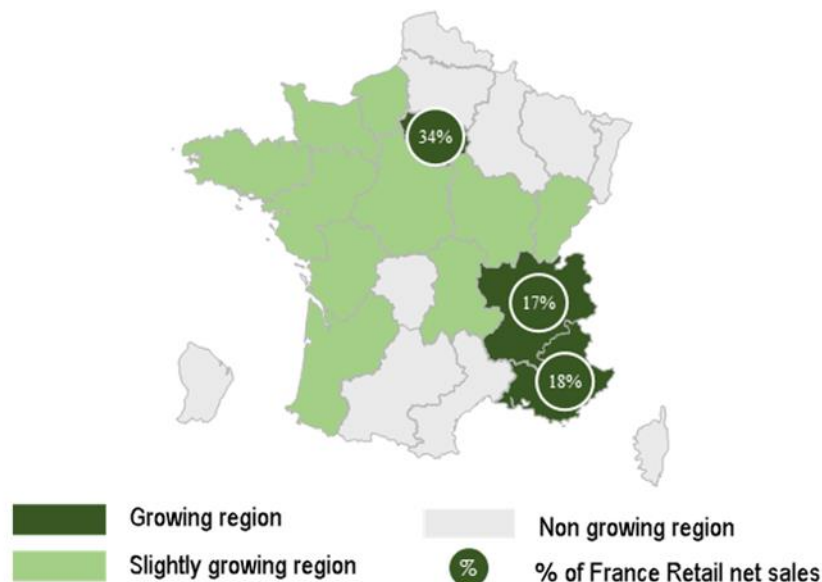 34%
17%
18%
Growing region
Non growing region
Slightly growing region
% % of France Retail net sales